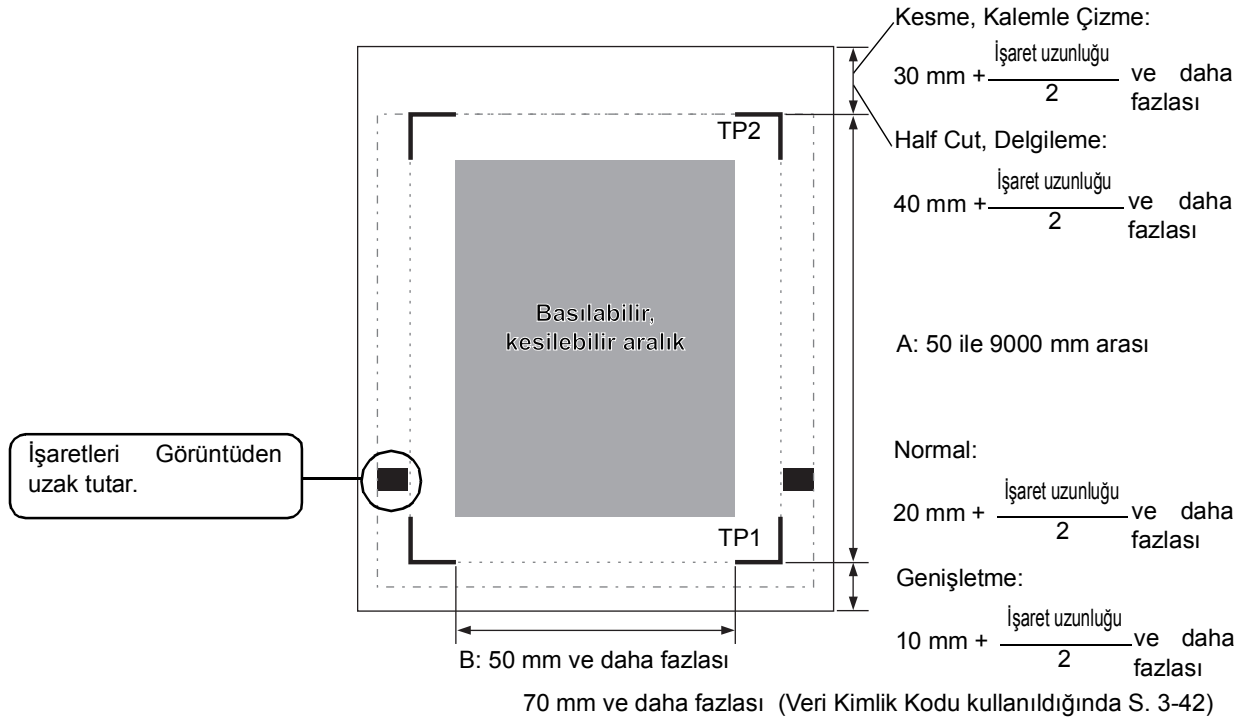 Kesme, Kalemle Çizme:
İşaret uzunluğu
30 mm + ve daha
2
fazlası
TP2
Half Cut, Delgileme:
İşaret uzunluğu
40 mm + ve daha
2
fazlası
Basılabilir,
kesilebilir aralık
A: 50 ile 9000 mm arası
İşaretleri Görüntüden
uzak tutar.
Normal:
İşaret uzunluğu
20 mm + ve daha
2
fazlası
TP1
Genişletme:
İşaret uzunluğu
10 mm + ve daha
2
fazlası
B: 50 mm ve daha fazlası
70 mm ve daha fazlası (Veri Kimlik Kodu kullanıldığında S. 3-42)